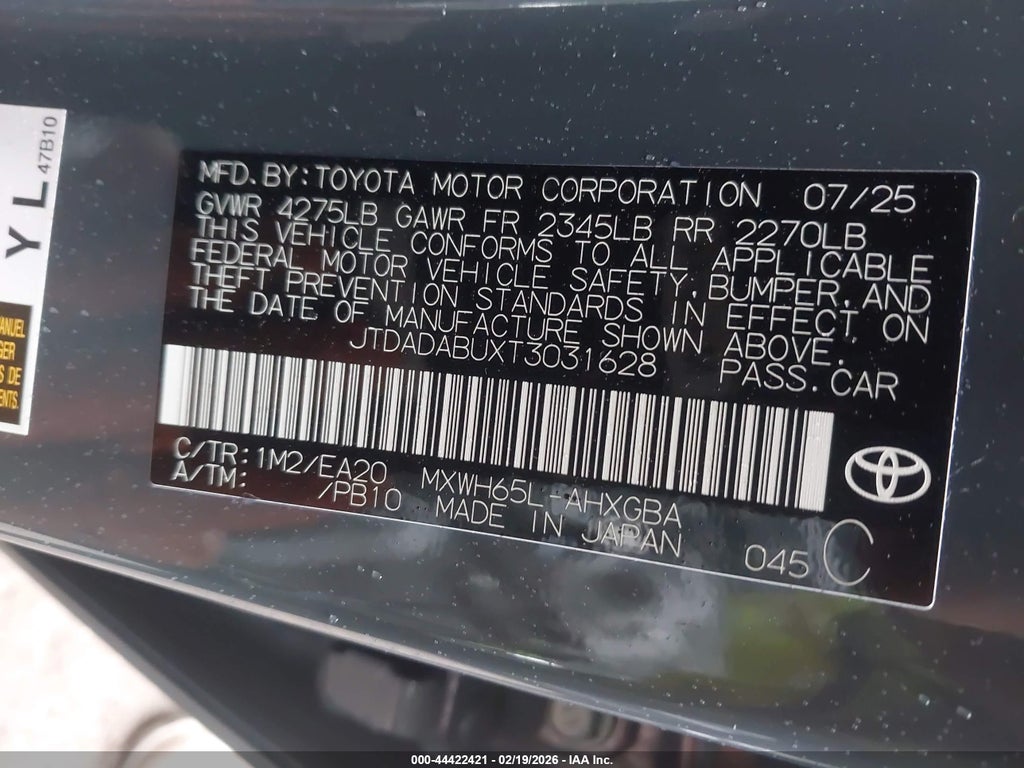 MFD. BY: TOYOTA MOTOR CORPORATION 07/25
GVWR 4275LB GAWR FR 2345LB RR 2270LB
THIS VEHICLE CONFORMS TO ALL APPLICABLE
FEDERAL MOTOR VEHICLE SAFETY, BUMPER, AND
THEFT PREVENTION STANDARDS IN EFFECT ON
THE DATE OF MANUFACTURE SHOWN ABOVE.
JTDADABUXT3031628 PASS. CAR
C/TR: 1M2/EA20 MXWH65L-AHXGBA
A/TM: /PB10 MADE IN JAPAN
045 C
Y L 47B10
S DE
000-44422421 - 02/19/2026 - IAA Inc.